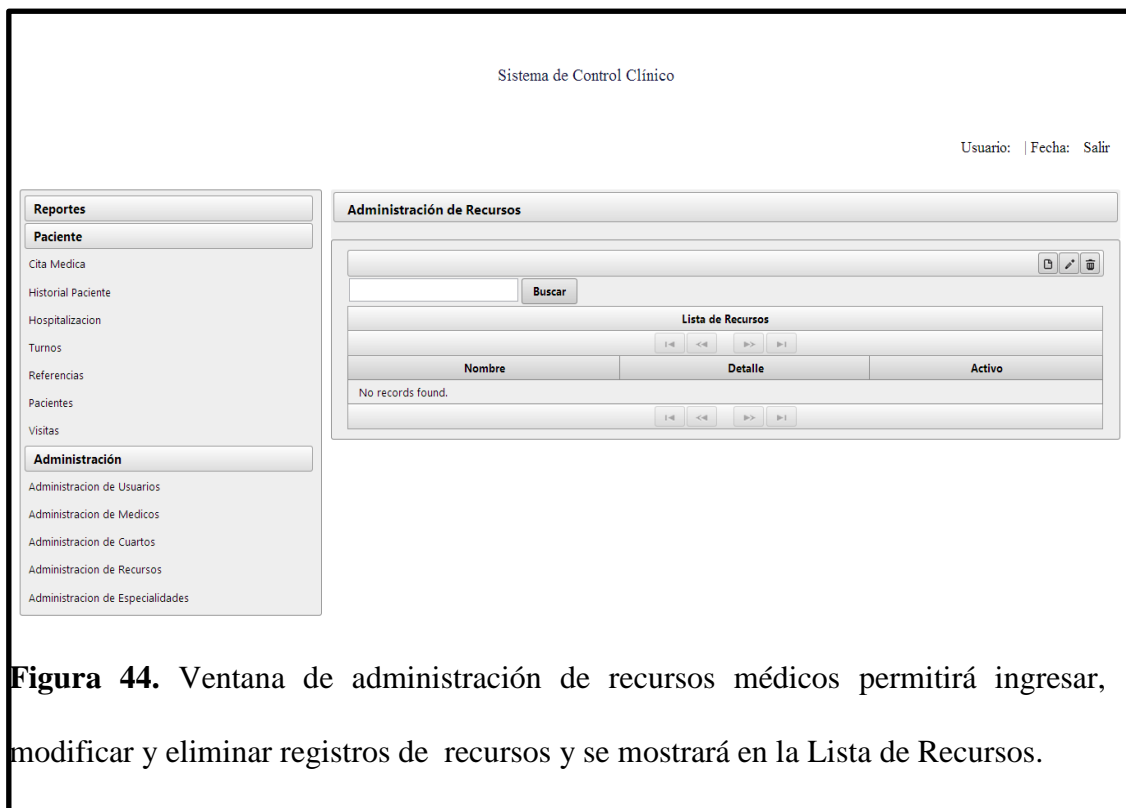 Sistema de Control Clínico
Usuario: | Fecha: Salir
Reportes
Paciente
Cita Medica
Historial Paciente
Hospitalizacion
Turnos
Referencias
Pacientes
Visitas
Administración
Administracion de Usuarios
Administracion de Medicos
Administracion de Cuartos
Administracion de Recursos
Administracion de Especialidades
Administración de Recursos
Buscar
Lista de Recursos
Nombre Detalle Activo
No records found.
Figura 44. Ventana de administración de recursos médicos permitirá ingresar,
modificar y eliminar registros de recursos y se mostrará en la Lista de Recursos.